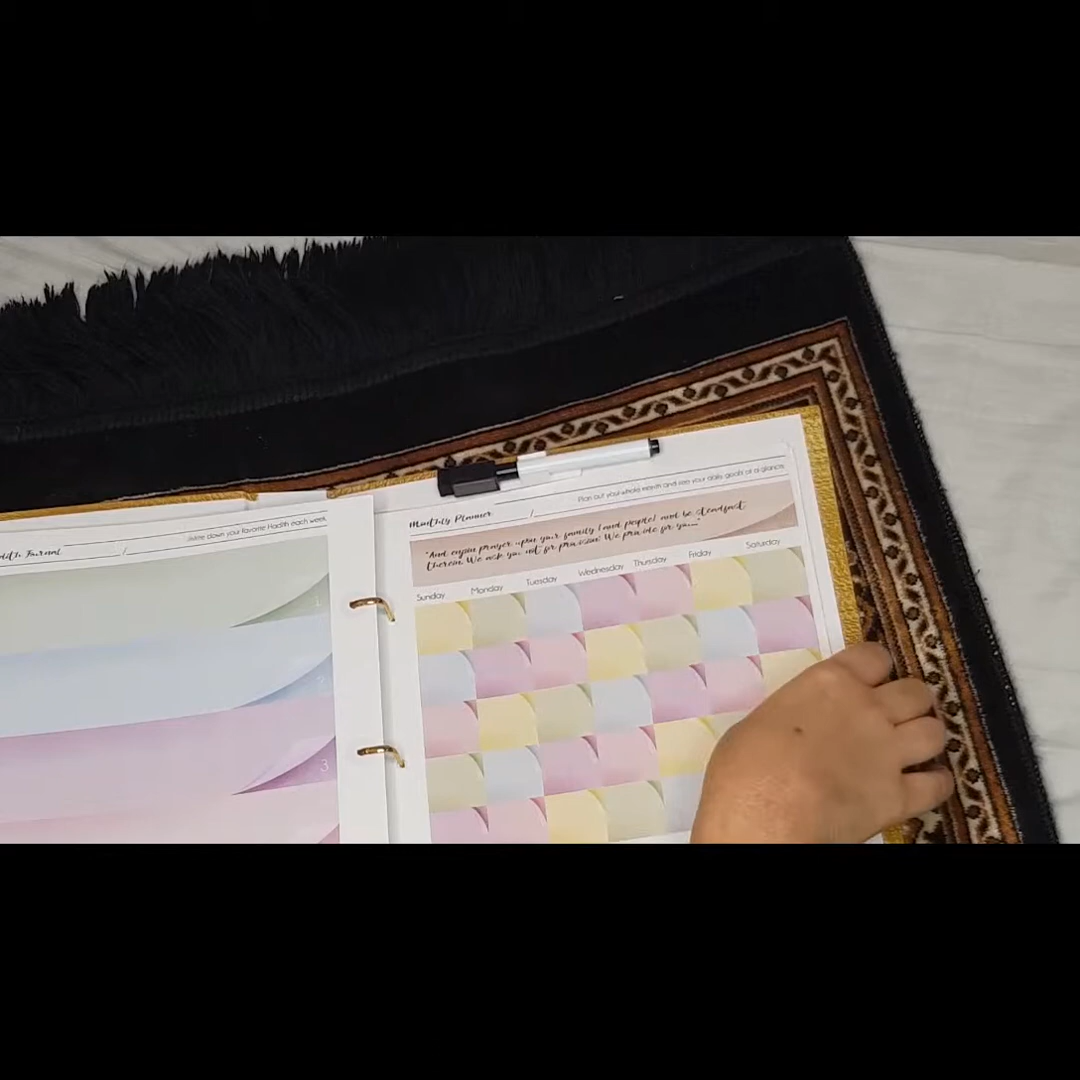 dith Journal / Write down your favorite Hadith each week
1
2
3
Monthly Planner / Plan out your whole month and see your daily goals at a glance
"And enjoin prayer upon your family [and people] and be steadfast
therein. We ask you not for provision; We provide for you...."
Sunday Monday Tuesday Wednesday Thursday Friday Saturday